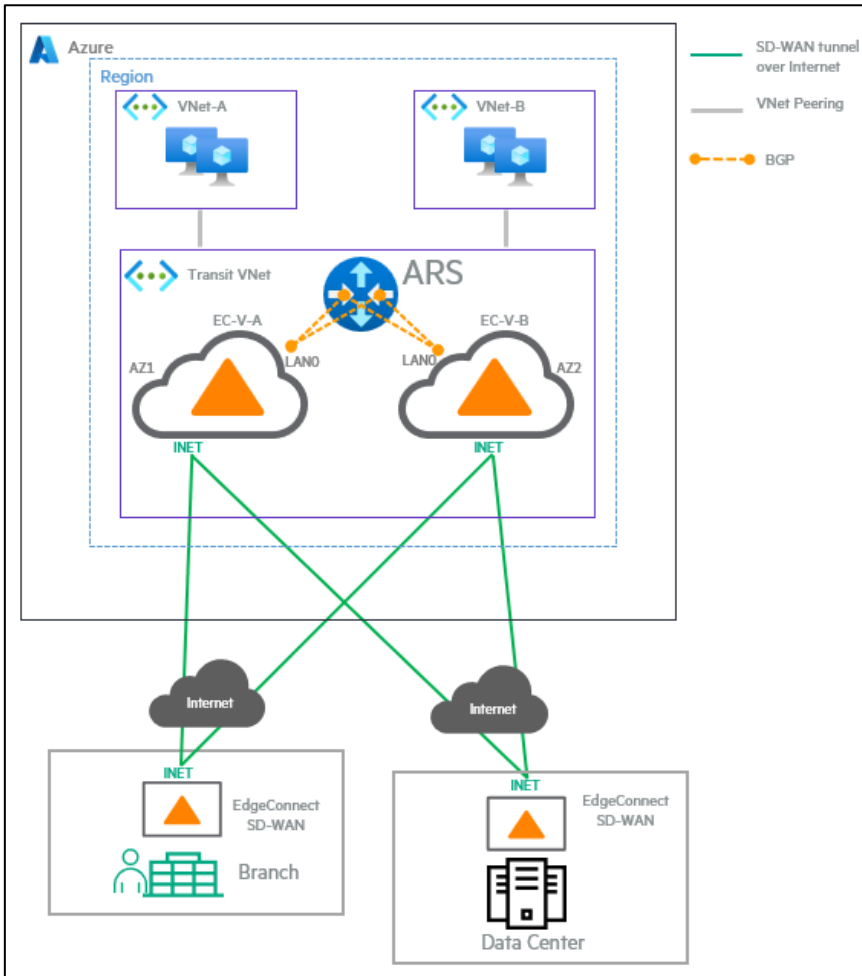 Azure
SD-WAN tunnel
over Internet
Region
VNet-A
VNet-B
VNet Peering
BGP
Transit VNet
ARS
EC-V-A
EC-V-B
AZ1
LAN0
LAN0
AZ2
INET
INET
Internet
Internet
INET
INET
EdgeConnect
SD-WAN
EdgeConnect
SD-WAN
Branch
Data Center